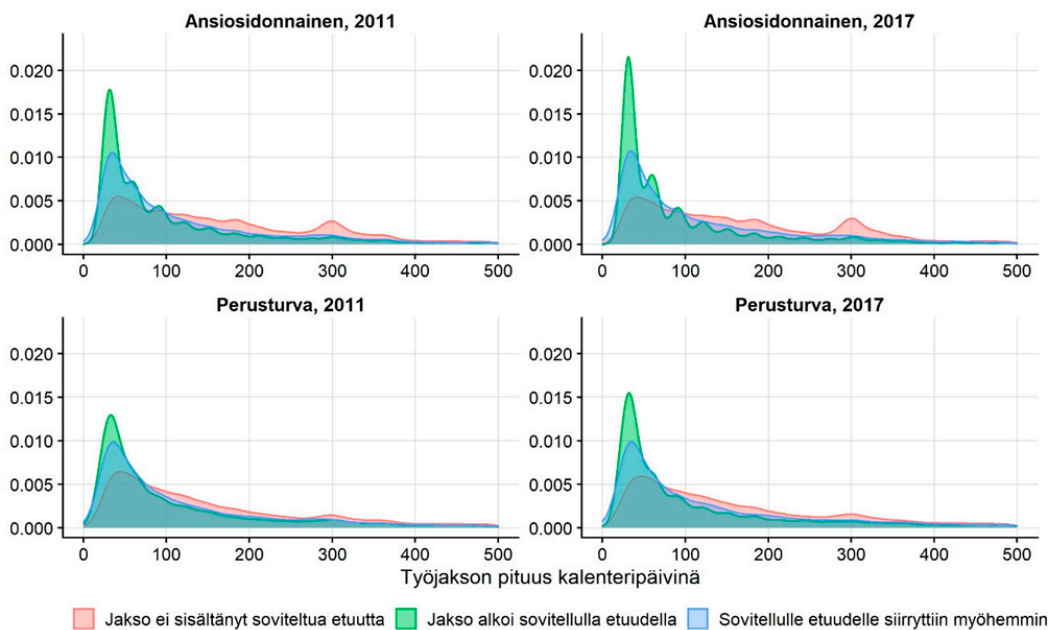 Ansiosidonnainen, 2011
Ansiosidonnainen, 2017
0.020
0.015
0.010
0.005
0.000
0 100 200 300 400 500
0.020
0.015
0.010
0.005
0.000
0 100 200 300 400 500
Perusturva, 2011
Perusturva, 2017
0.020
0.015
0.010
0.005
0.000
0 100 200 300 400 500
0.020
0.015
0.010
0.005
0.000
0 100 200 300 400 500
Työjakson pituus kalenteripäivinä
Jakso ei sisältänyt soviteltua etuutta
Jakso alkoi sovitellulla etuudella
Sovitellulle etuudelle siirryttiin myöhemmin